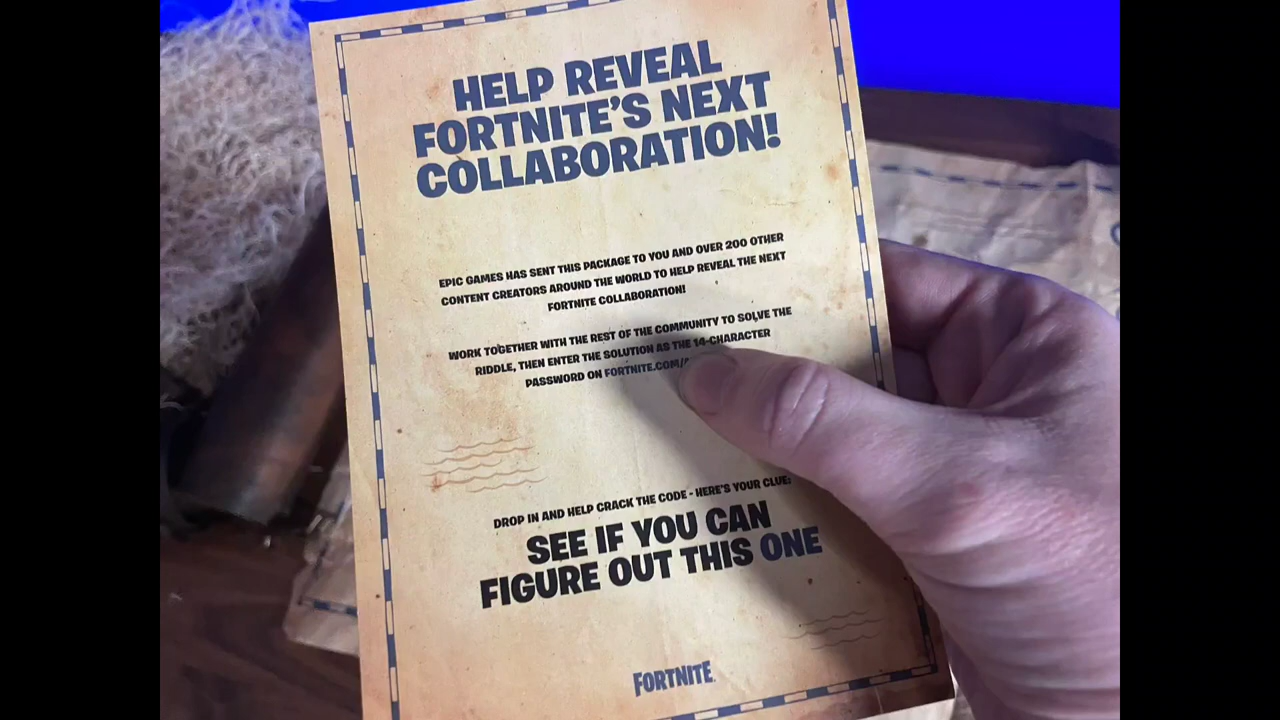 HELP REVEAL
FORTNITE'S NEXT
COLLABORATION!
EPIC GAMES HAS SENT THIS PACKAGE TO YOU AND OVER 200 OTHER
CONTENT CREATORS AROUND THE WORLD TO HELP REVEAL THE NEXT
FORTNITE COLLABORATION!
WORK TOGETHER WITH THE REST OF THE COMMUNITY TO SOLVE THE
RIDDLE, THEN ENTER THE SOLUTION AS THE 14-CHARACTER
PASSWORD ON FORTNITE.COM/
DROP IN AND HELP CRACK THE CODE - HERE'S YOUR CLUE:
SEE IF YOU CAN
FIGURE OUT THIS ONE
FORTNITE